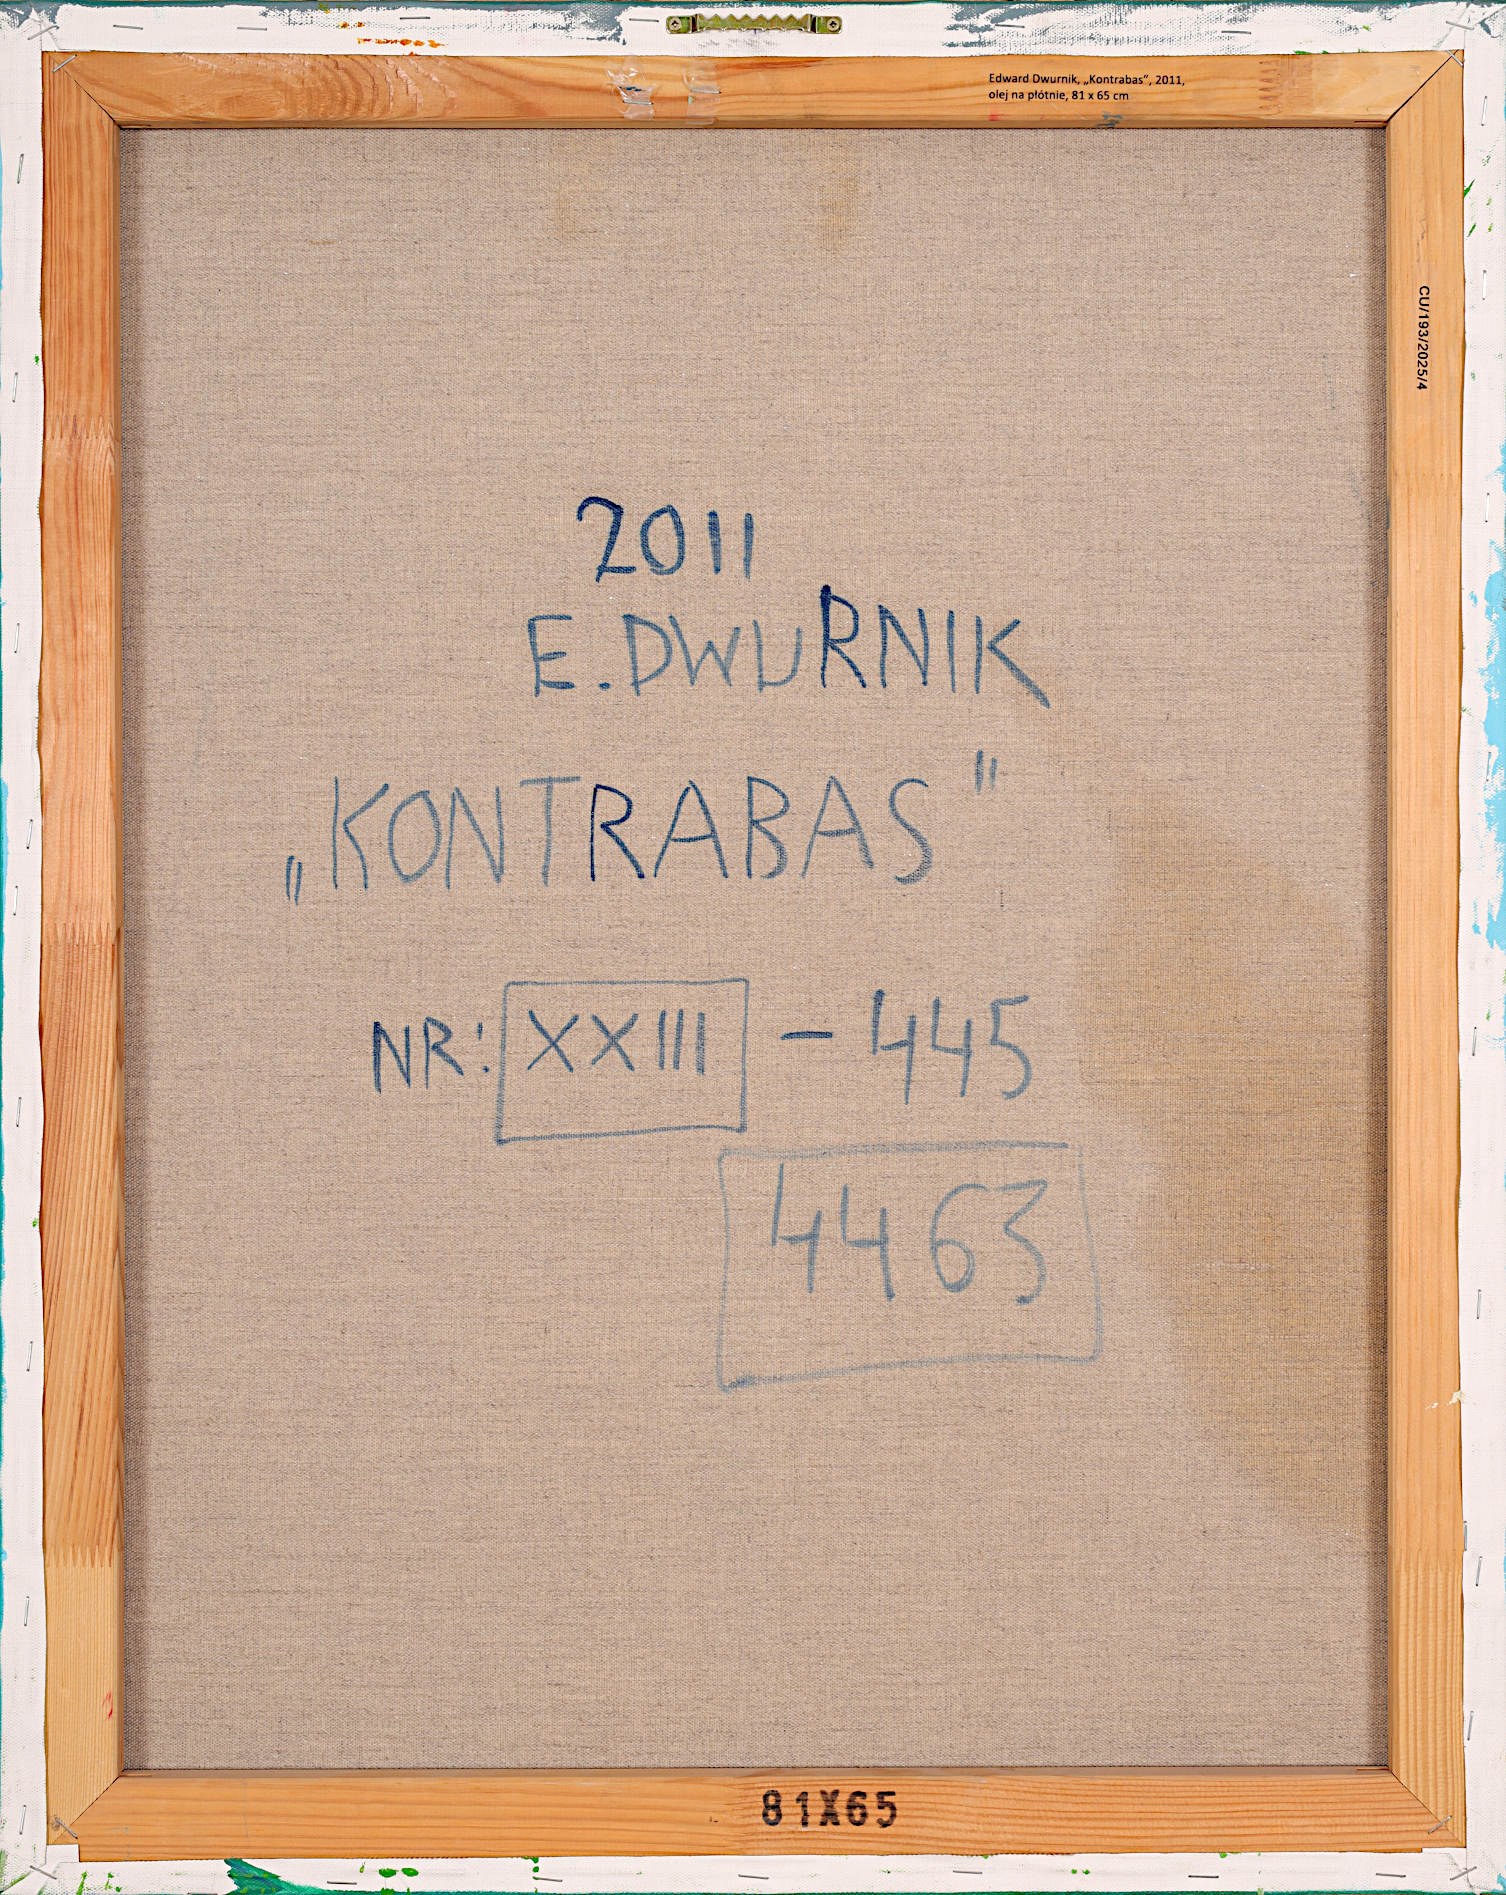 Edward Dwurnik, „Kontrabas”, 2011,
olej na płótnie, 81 x 65 cm
CU/193/2025/4
2011
E. DWURNIK
„KONTRABAS"
NR: XXIII - 445
4463
81X65